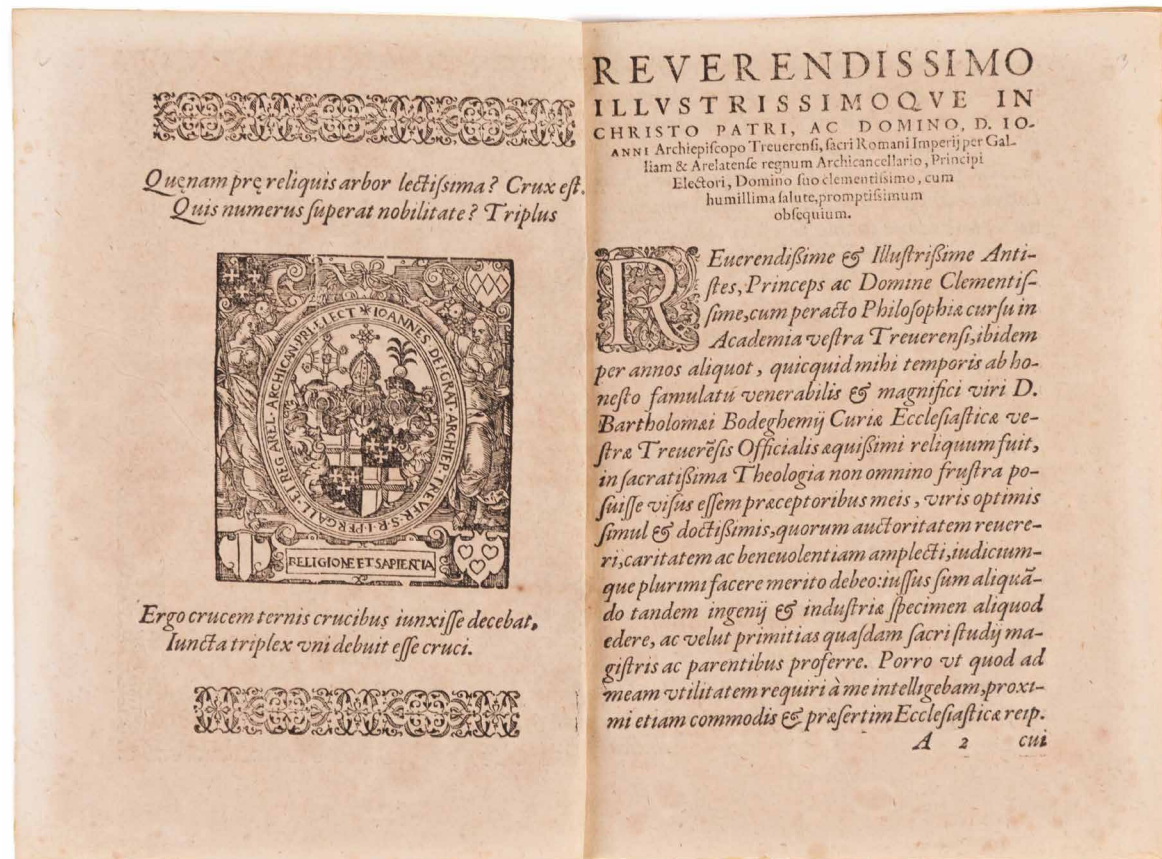 Quęnam prę reliquis arbor lectiſsima? Crux eſt.
Quis numerus ſuperat nobilitate? Triplus
IOANNES DEI GRAT· ARCHIEP· TREVER· S·R·I·PER GALL· ET REG AREL· ARCHICAN PRI·ELECT
RELIGIONE ET SAPIENTIA
Ergo crucem ternis crucibus iunxiſſe decebat,
Iuncta triplex vni debuit eſſe cruci.
3
REVERENDISSIMO
ILLVSTRISSIMOQVE IN
CHRISTO PATRI, AC DOMINO, D. IO-
ANNI Archiepiſcopo Treuerenſi, ſacri Romani Imperij per Gal-
liam & Arelatenſe regnum Archicancellario, Principi
Electori, Domino ſuo clementiſsimo, cum
humillima ſalute, promptiſsimum
obſequium.
REuerendiſsime & Illuſtriſsime Anti-
ſtes, Princeps ac Domine Clementiſ-
ſime, cum peracto Philoſophiæ curſu in
Academia veſtra Treuerenſi, ibidem
per annos aliquot, quicquid mihi temporis ab ho-
neſto famulatu venerabilis & magnifici viri D.
Bartholomæi Bodeghemij Curiæ Eccleſiaſticæ ve-
ſtræ Treuerēſis Officialis æquiſsimi reliquum fuit,
in ſacratiſsima Theologia non omnino fruſtra po-
ſuiſſe viſus eſſem præceptoribus meis, viris optimis
ſimul & doctiſsimis, quorum auctoritatem reuere-
ri, caritatem ac beneuolentiam amplecti, iudicium-
que plurimi facere merito debeo: iuſſus ſum aliquā-
do tandem ingenij & induſtriæ ſpecimen aliquod
edere, ac velut primitias quaſdam ſacri ſtudij ma-
giſtris ac parentibus proferre. Porro vt quod ad
meam vtilitatem requiri à me intelligebam, proxi-
mi etiam commodis & præſertim Eccleſiaſticæ reip.
A 2 cui